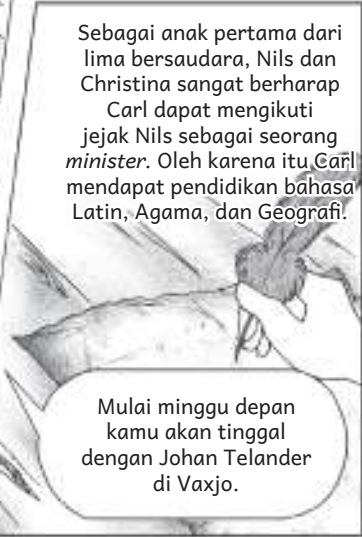 Sebagai anak pertama dari
lima bersaudara, Nils dan
Christina sangat berharap
Carl dapat mengikuti
jejak Nils sebagai seorang
minister. Oleh karena itu Carl
mendapat pendidikan bahasa
Latin, Agama, dan Geografi.
Mulai minggu depan
kamu akan tinggal
dengan Johan Telander
di Vaxjo.